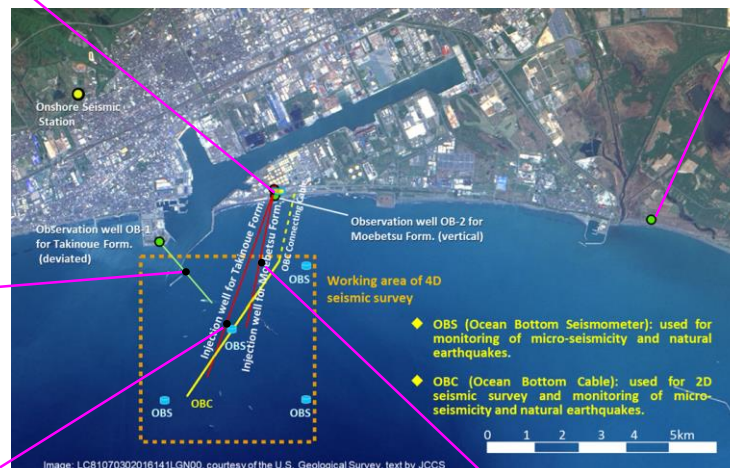 Onshore Seismic
Station
Observation well OB-1
for Takinoue Form.
(deviated)
Observation well OB-2 for
Moebetsu Form. (vertical)
Injection well for Takinoue Form.
Injection well for Moebetsu Form.
OBC Connecting Cable
OBS
Working area of 4D
seismic survey
OBS
OBC
OBS
OBS
◆ OBS (Ocean Bottom Seismometer): used for
monitoring of micro-seismicity and natural
earthquakes.
◆ OBC (Ocean Bottom Cable): used for 2D
seismic survey and monitoring of micro-
seismicity and natural earthquakes.
0 1 2 3 4 5km
Image: LC81070302016141LGN00, courtesy of the U.S. Geological Survey, text by JCCS